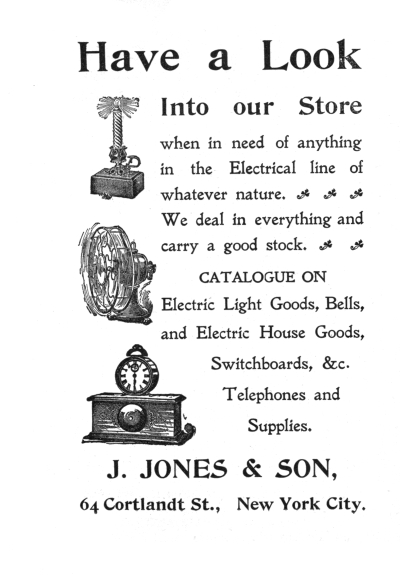 Have a Look
Into our Store
when in need of anything
in the Electrical line of
whatever nature.
We deal in everything and
carry a good stock.
CATALOGUE ON
Electric Light Goods, Bells,
and Electric House Goods,
Switchboards, &c.
Telephones and
Supplies.
J. JONES & SON,
64 Cortlandt St., New York City.